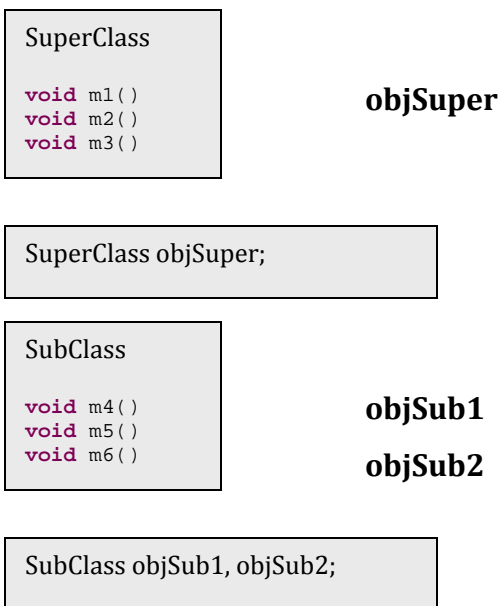 SuperClass
void m1()
void m2()
void m3()
objSuper
SuperClass objSuper;
SubClass
void m4()
void m5()
void m6()
objSub1
objSub2
SubClass objSub1, objSub2;